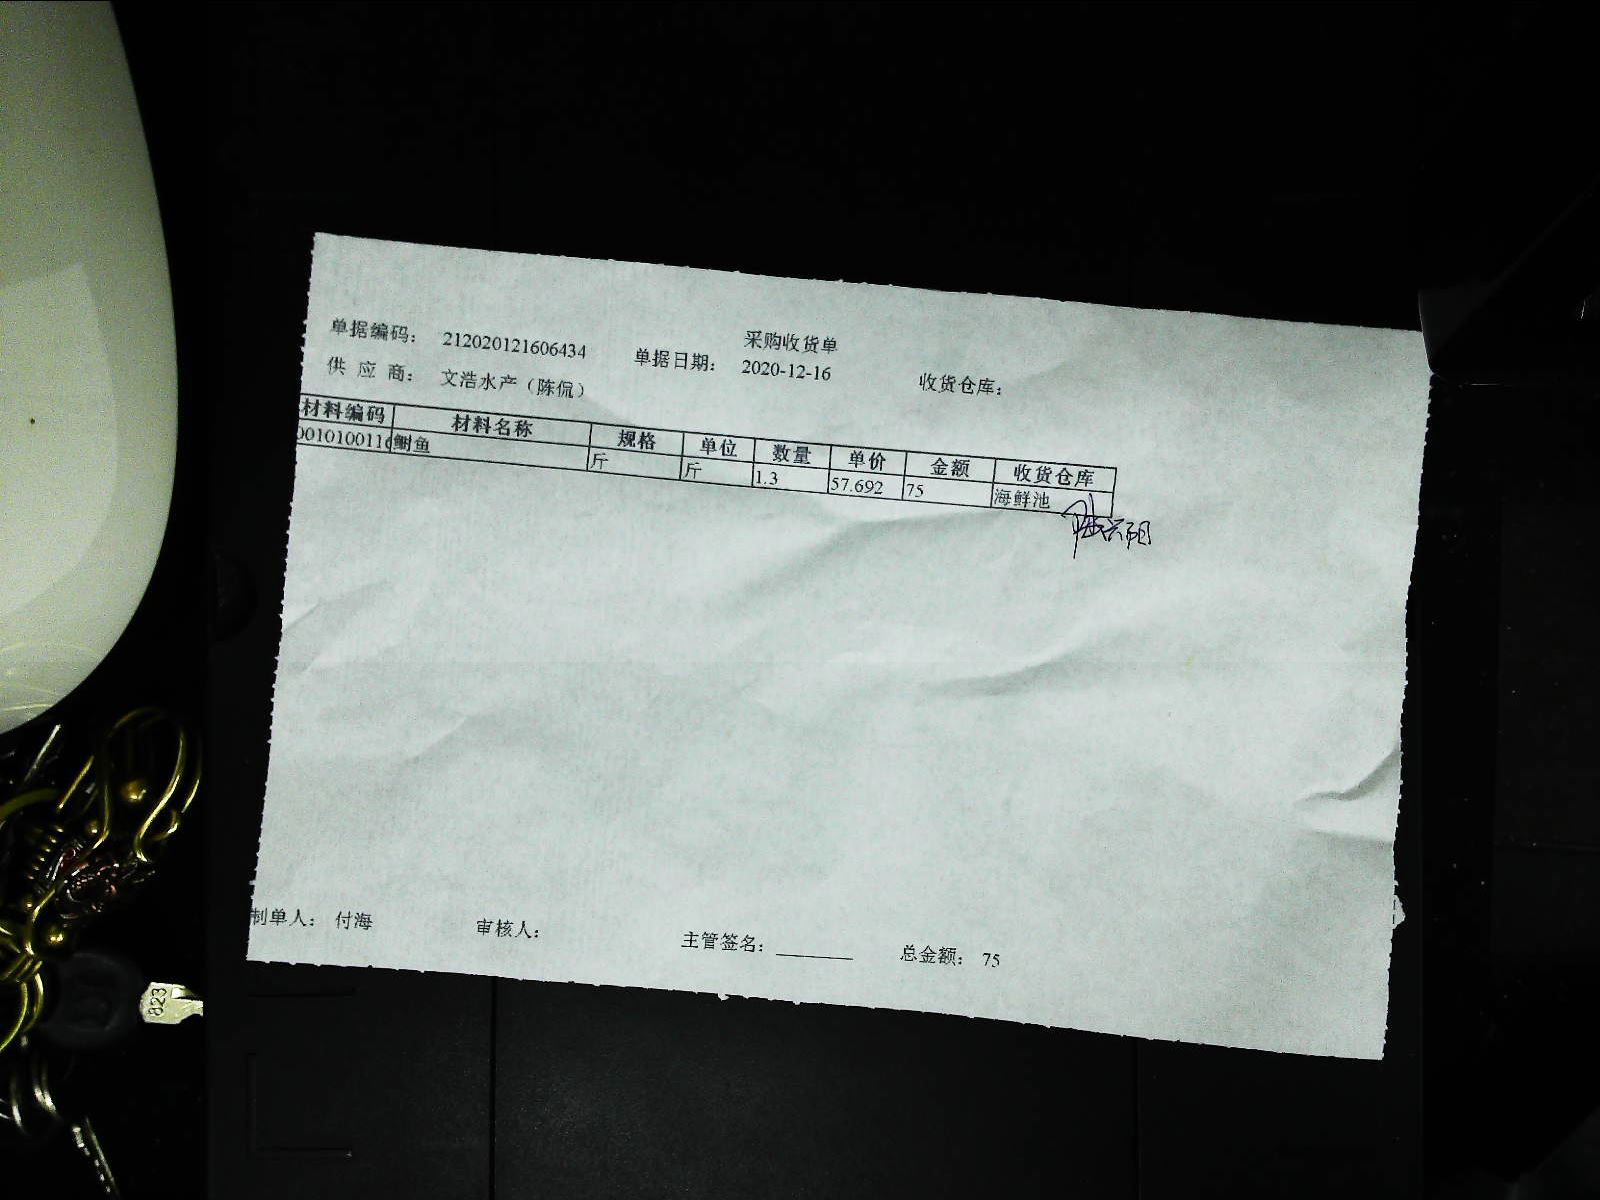 采购收货单
单据编码： 212020121606434 单据日期： 2020-12-16 收货仓库：
供 应 商： 文浩水产（陈侃）
材料编码 材料名称 规格 单位 数量 单价 金额 收货仓库
001010011 鲥鱼 斤 斤 1.3 57.692 75 海鲜池
制单人： 付海 审核人： 主管签名： 总金额： 75
823